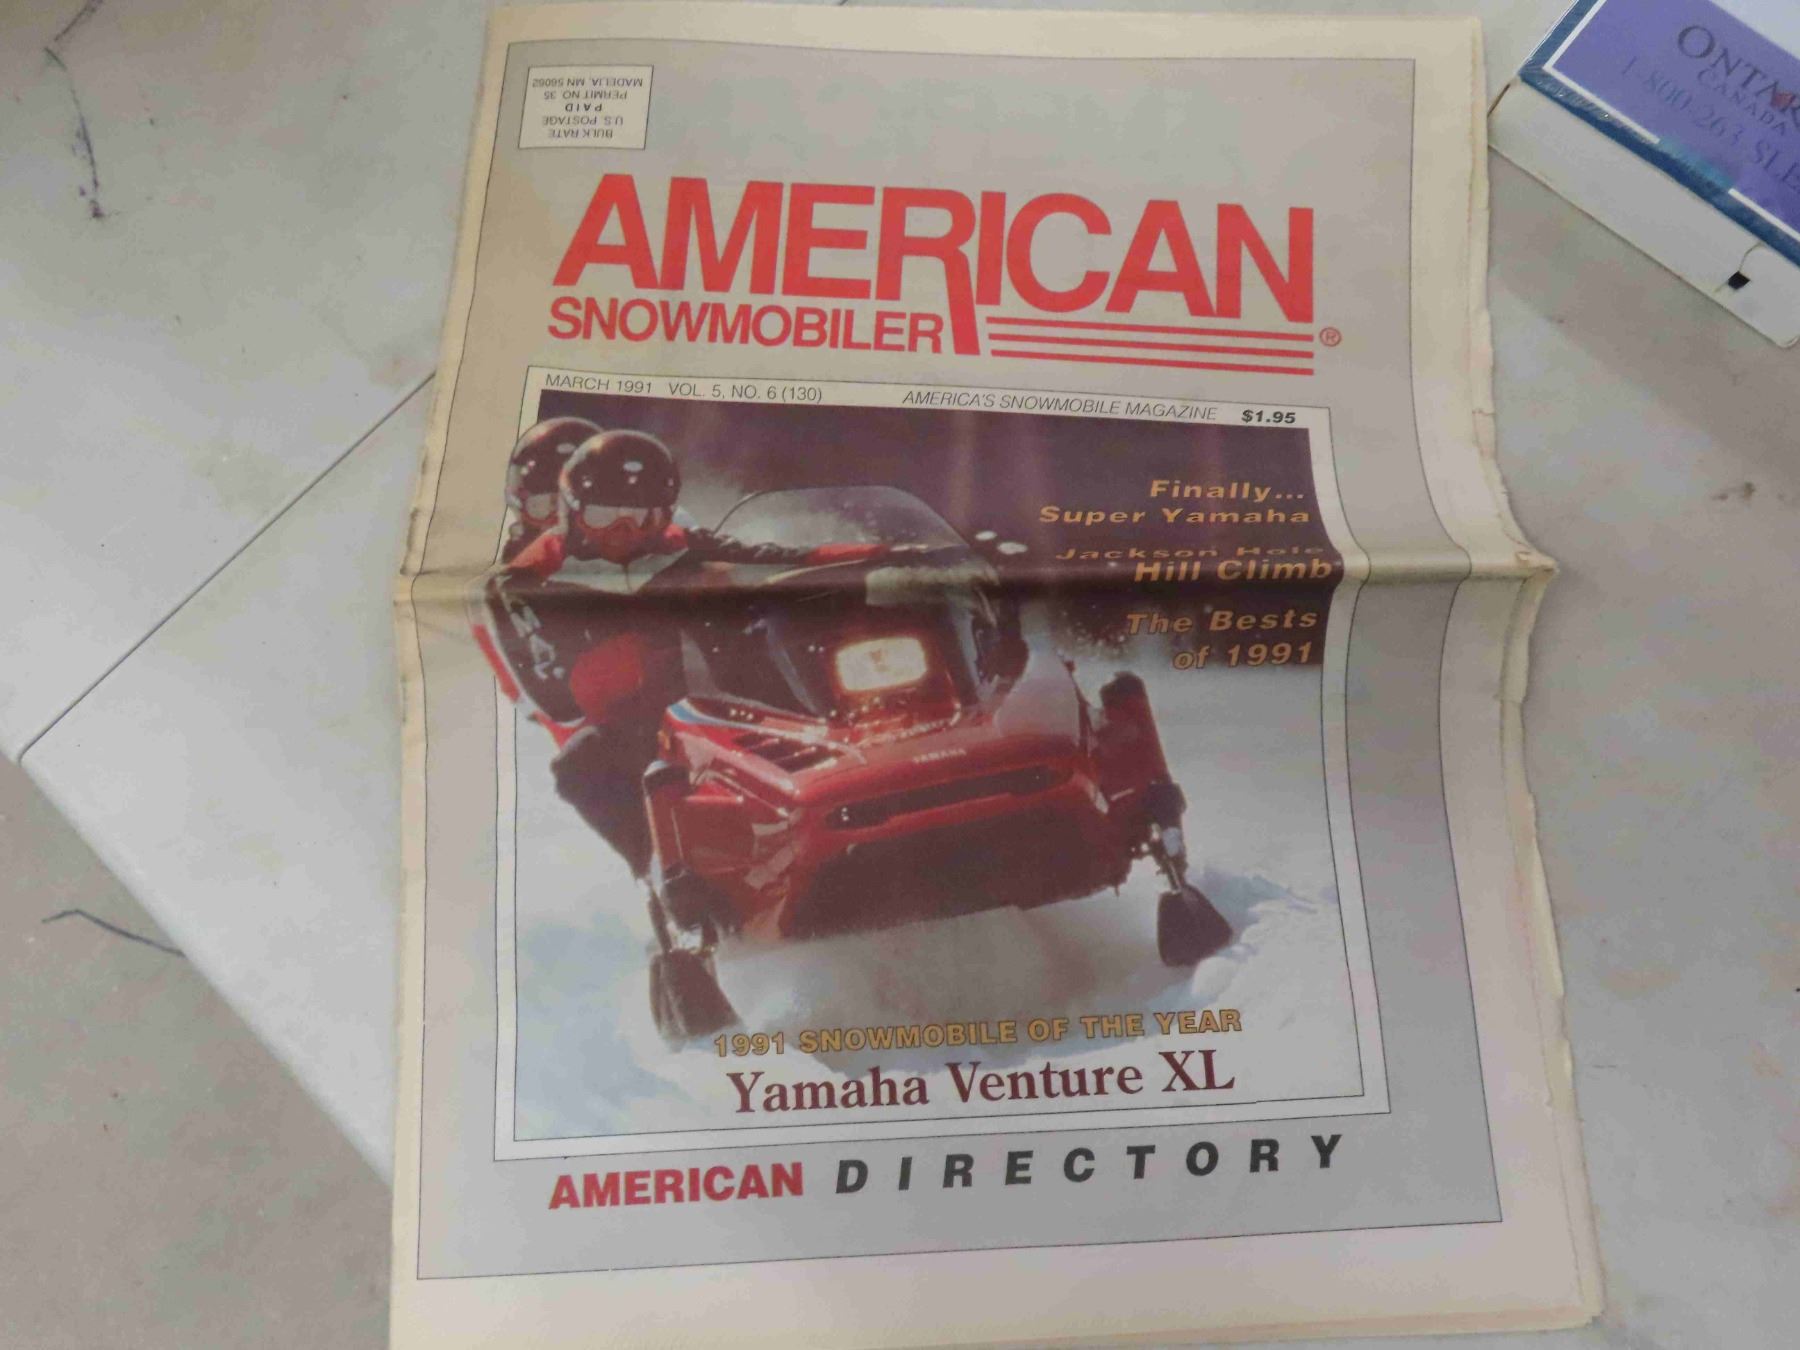 BULK RATE
U.S. POSTAGE
PAID
PERMIT NO. 35
MADELIA, MN 56062
AMERICAN
SNOWMOBILER
®
MARCH 1991 VOL. 5, NO. 6 (130) AMERICA'S SNOWMOBILE MAGAZINE $1.95
Finally...
Super Yamaha
Jackson Hole
Hill Climb
The Bests
of 1991
YAMAHA
1991 SNOWMOBILE OF THE YEAR
Yamaha Venture XL
AMERICAN DIRECTORY
CANADA
1-800-263